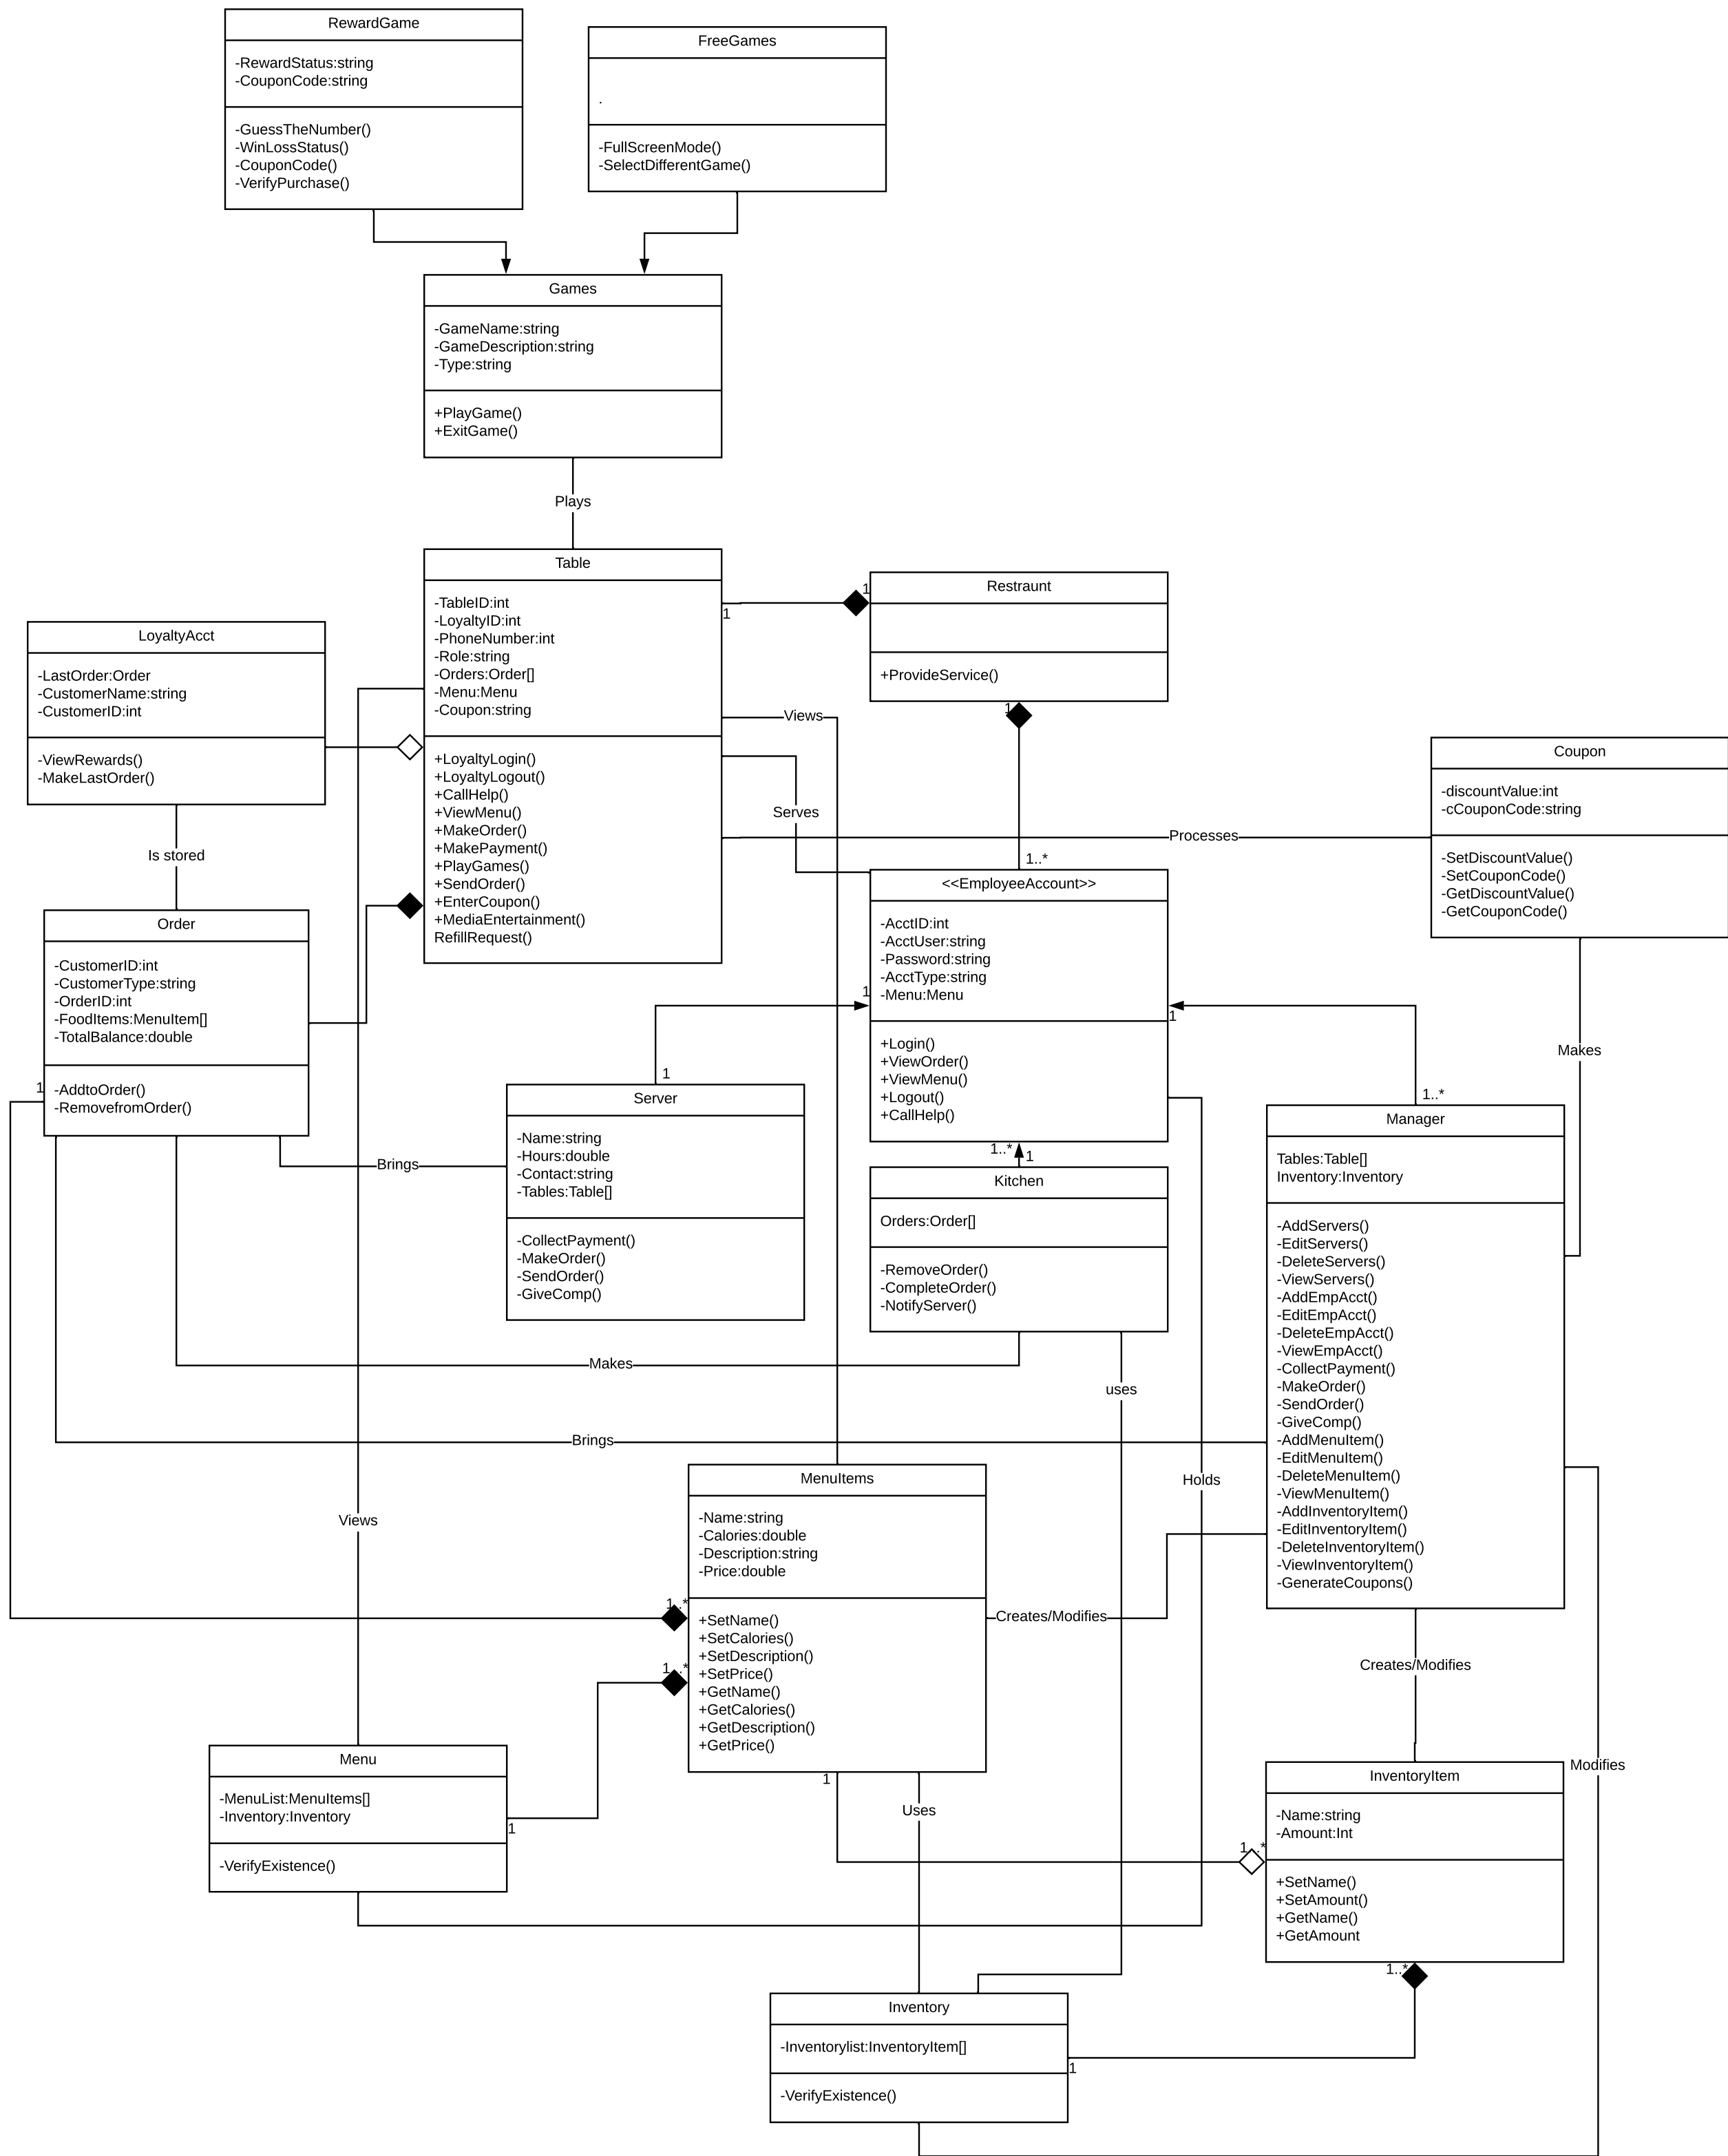 RewardGame
-RewardStatus:string
-CouponCode:string
-GuessTheNumber()
-WinLossStatus()
-CouponCode()
-VerifyPurchase()
FreeGames
.
-FullScreenMode()
-SelectDifferentGame()
Games
-GameName:string
-GameDescription:string
-Type:string
+PlayGame()
+ExitGame()
Plays
Table
-TableID:int
-LoyaltyID:int
-PhoneNumber:int
-Role:string
-Orders:Order[]
-Menu:Menu
-Coupon:string
+LoyaltyLogin()
+LoyaltyLogout()
+CallHelp()
+ViewMenu()
+MakeOrder()
+MakePayment()
+PlayGames()
+SendOrder()
+EnterCoupon()
+MediaEntertainment()
RefillRequest()
1
1
Restraunt
+ProvideService()
1
1..*
LoyaltyAcct
-LastOrder:Order
-CustomerName:string
-CustomerID:int
-ViewRewards()
-MakeLastOrder()
Is stored
Views
Serves
Processes
Coupon
-discountValue:int
-cCouponCode:string
-SetDiscountValue()
-SetCouponCode()
-GetDiscountValue()
-GetCouponCode()
Makes
<<EmployeeAccount>>
-AcctID:int
-AcctUser:string
-Password:string
-AcctType:string
-Menu:Menu
+Login()
+ViewOrder()
+ViewMenu()
+Logout()
+CallHelp()
1
1
1
1..*
1..*
1
Order
-CustomerID:int
-CustomerType:string
-OrderID:int
-FoodItems:MenuItem[]
-TotalBalance:double
-AddtoOrder()
-RemovefromOrder()
1
Brings
Server
-Name:string
-Hours:double
-Contact:string
-Tables:Table[]
-CollectPayment()
-MakeOrder()
-SendOrder()
-GiveComp()
Kitchen
Orders:Order[]
-RemoveOrder()
-CompleteOrder()
-NotifyServer()
Manager
Tables:Table[]
Inventory:Inventory
-AddServers()
-EditServers()
-DeleteServers()
-ViewServers()
-AddEmpAcct()
-EditEmpAcct()
-DeleteEmpAcct()
-ViewEmpAcct()
-CollectPayment()
-MakeOrder()
-SendOrder()
-GiveComp()
-AddMenuItem()
-EditMenuItem()
-DeleteMenuItem()
-ViewMenuItem()
-AddInventoryItem()
-EditInventoryItem()
-DeleteInventoryItem()
-ViewInventoryItem()
-GenerateCoupons()
Makes
uses
Brings
Holds
Views
MenuItems
-Name:string
-Calories:double
-Description:string
-Price:double
+SetName()
+SetCalories()
+SetDescription()
+SetPrice()
+GetName()
+GetCalories()
+GetDescription()
+GetPrice()
1..*
1..*
Creates/Modifies
Creates/Modifies
Modifies
Menu
-MenuList:MenuItems[]
-Inventory:Inventory
-VerifyExistence()
1
1
Uses
InventoryItem
-Name:string
-Amount:Int
+SetName()
+SetAmount()
+GetName()
+GetAmount
1..*
1..*
Inventory
-Inventorylist:InventoryItem[]
-VerifyExistence()
1